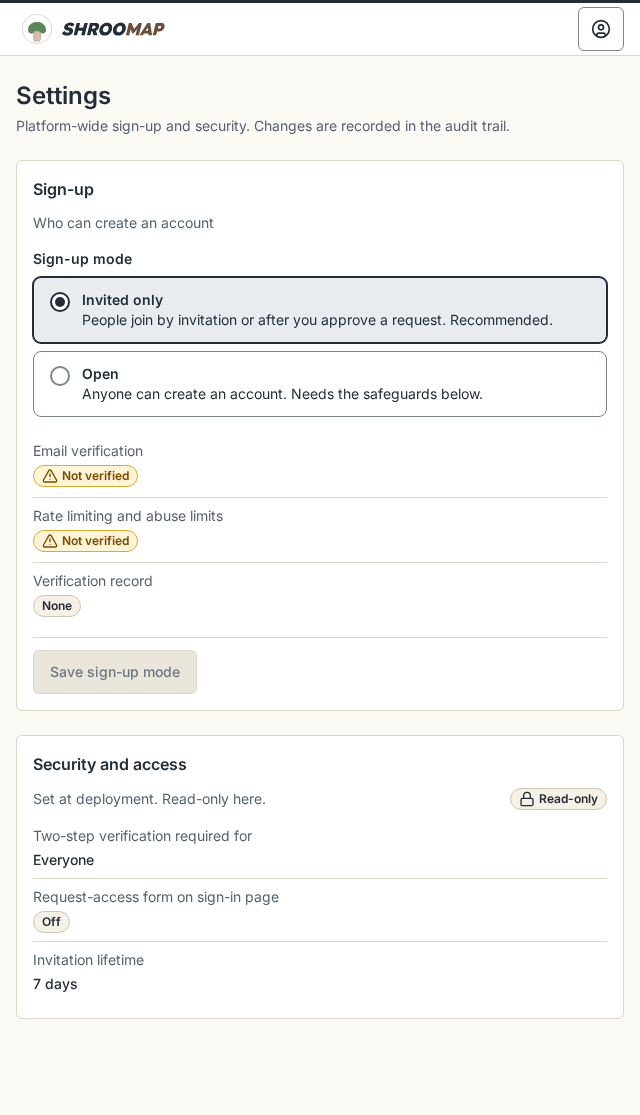 SHROOMAP
Settings
Platform-wide sign-up and security. Changes are recorded in the audit trail.
Sign-up
Who can create an account
Sign-up mode
Invited only
People join by invitation or after you approve a request. Recommended.
Open
Anyone can create an account. Needs the safeguards below.
Email verification
Not verified
Rate limiting and abuse limits
Not verified
Verification record
None
Save sign-up mode
Security and access
Set at deployment. Read-only here.
Read-only
Two-step verification required for
Everyone
Request-access form on sign-in page
Off
Invitation lifetime
7 days